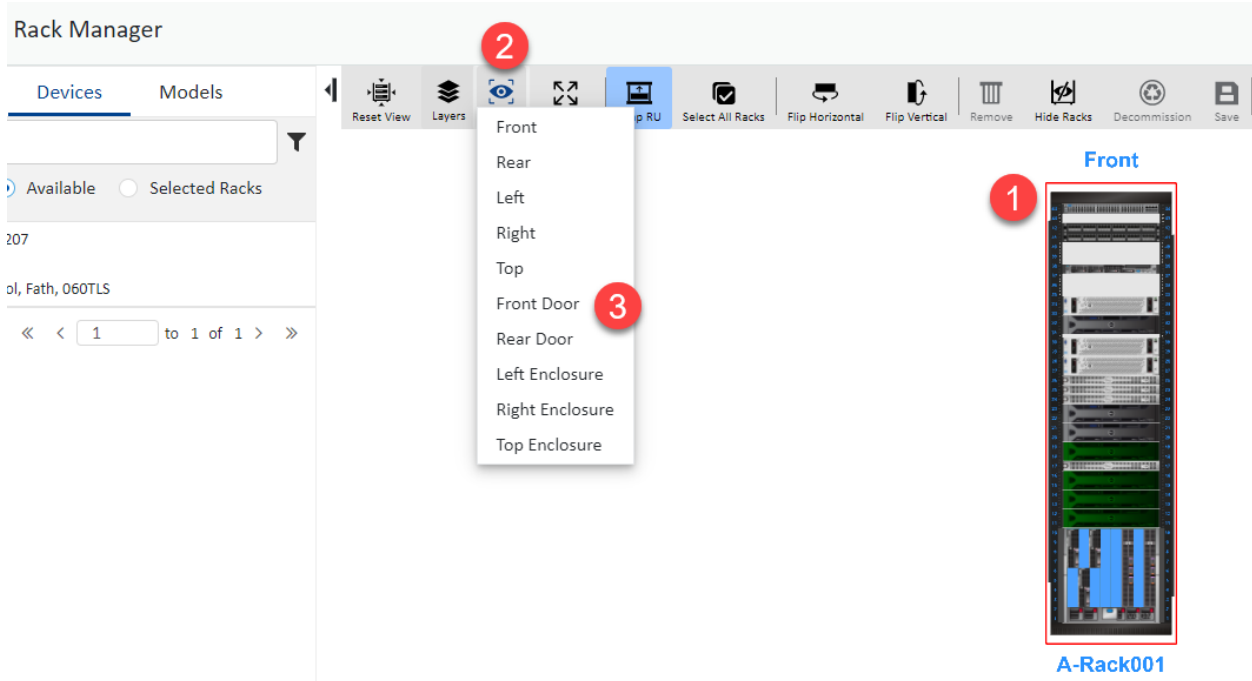 Rack Manager
2
Devices Models
Reset View Layers RU Select All Racks Flip Horizontal Flip Vertical Remove Hide Racks Decommission Save
Front
Rear
Left
Right
Top
Front Door
3
Rear Door
Left Enclosure
Right Enclosure
Top Enclosure
Available Selected Racks
207
ol, Fath, 060TLS
« < 1 to 1 of 1 > »
Front
1
A-Rack001